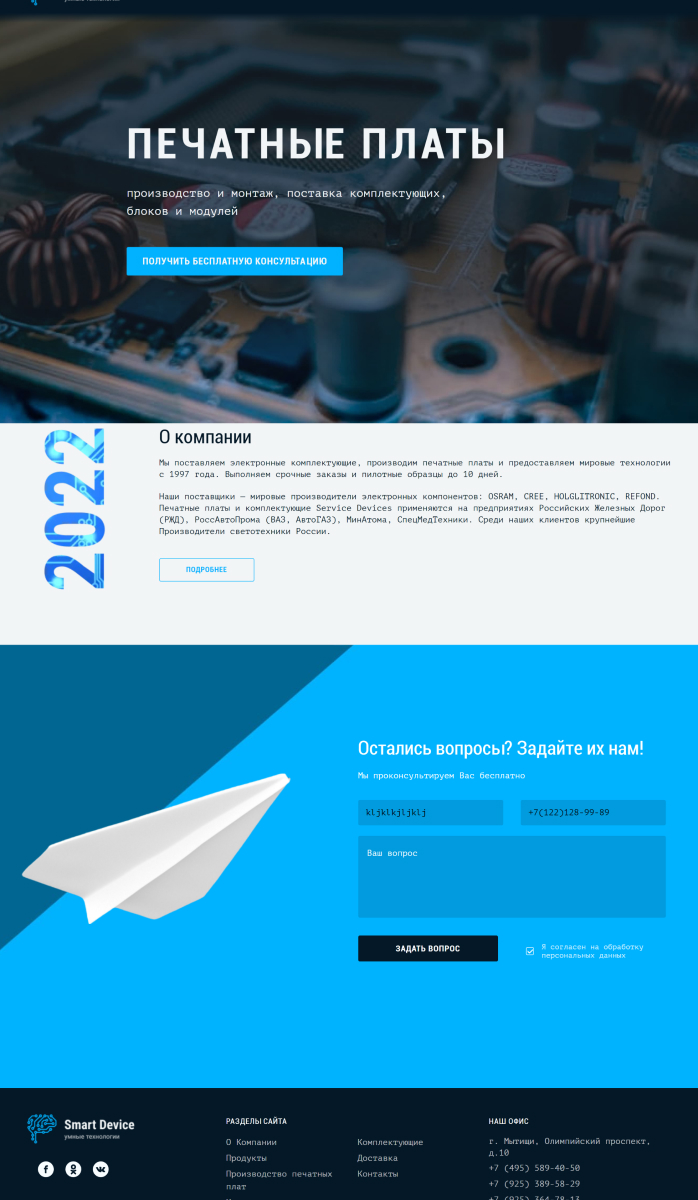 ПЕЧАТНЫЕ ПЛАТЫ
производство и монтаж, поставка комплектующих,
блоков и модулей
ПОЛУЧИТЬ БЕСПЛАТНУЮ КОНСУЛЬТАЦИЮ
2022
О компании
Мы поставляем электронные комплектующие, производим печатные платы и предоставляем мировые технологии
с 1997 года. Выполняем срочные заказы и пилотные образцы до 10 дней.
Наши поставщики — мировые производители электронных компонентов: OSRAM, CREE, HOLGLITRONIC, REFOND.
Печатные платы и комплектующие Service Devices применяются на предприятиях Российских Железных Дорог
(РЖД), РоссАвтоПрома (ВАЗ, АвтоГАЗ), МинАтома, СпецМедТехники. Среди наших клиентов крупнейшие
Производители светотехники России.
ПОДРОБНЕЕ
Остались вопросы? Задайте их нам!
Мы проконсультируем Вас бесплатно
kljklkjljklj
+7(122)128-99-89
Ваш вопрос
ЗАДАТЬ ВОПРОС
Я согласен на обработку
персональных данных
Smart Device
умные технологии
РАЗДЕЛЫ САЙТА
О Компании
Продукты
Производство печатных
плат
Комплектующие
Доставка
Контакты
НАШ ОФИС
г. Мытищи, Олимпийский проспект,
д.10
+7 (495) 589-40-50
+7 (925) 389-58-29